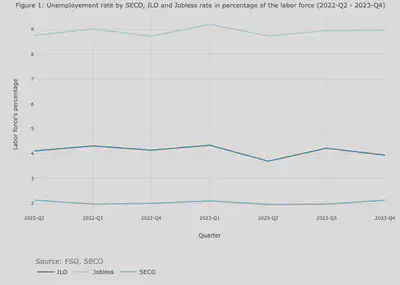 Figure 1: Unemployement rate by SECO, ILO and Jobless rate in percentage of the labor force (2022-Q2 - 2023-Q4)
9
8
7
6
5
4
3
2
Labor force's percentage
2022-Q2 2022-Q3 2022-Q4 2023-Q1 2023-Q2 2023-Q3 2023-Q4
Quarter
Source: FSO, SECO
ILO Jobless SECO